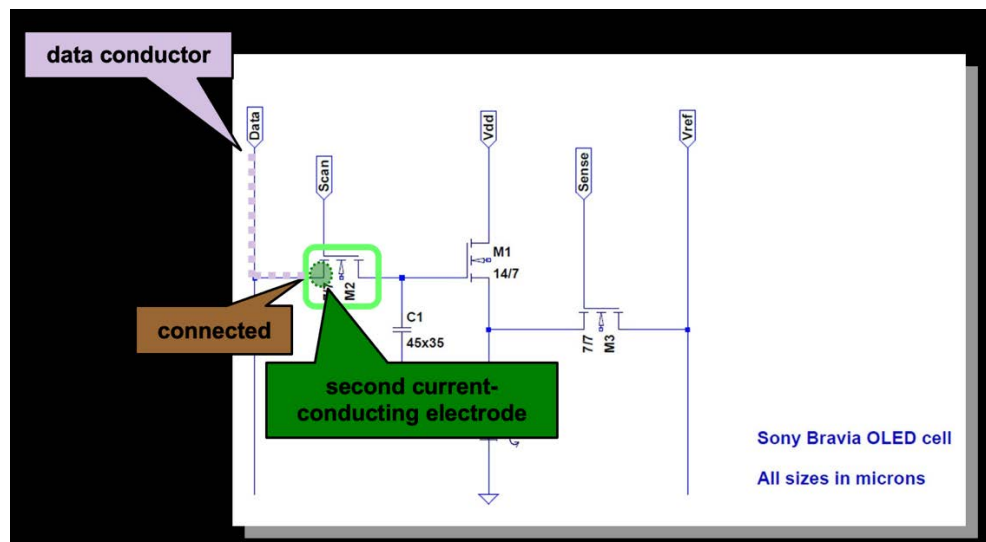 data conductor
Data
Scan
Vdd
Sense
Vref
M1
14/7
M2
connected
C1
45x35
7/7
M3
second current-
conducting electrode
Sony Bravia OLED cell
All sizes in microns